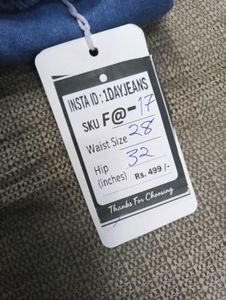 INSTA ID : 1DAYJEANS
SKU F@-17
Waist Size 28
Hip 32
(inches) Rs. 499 /-
Thanks For Choosing